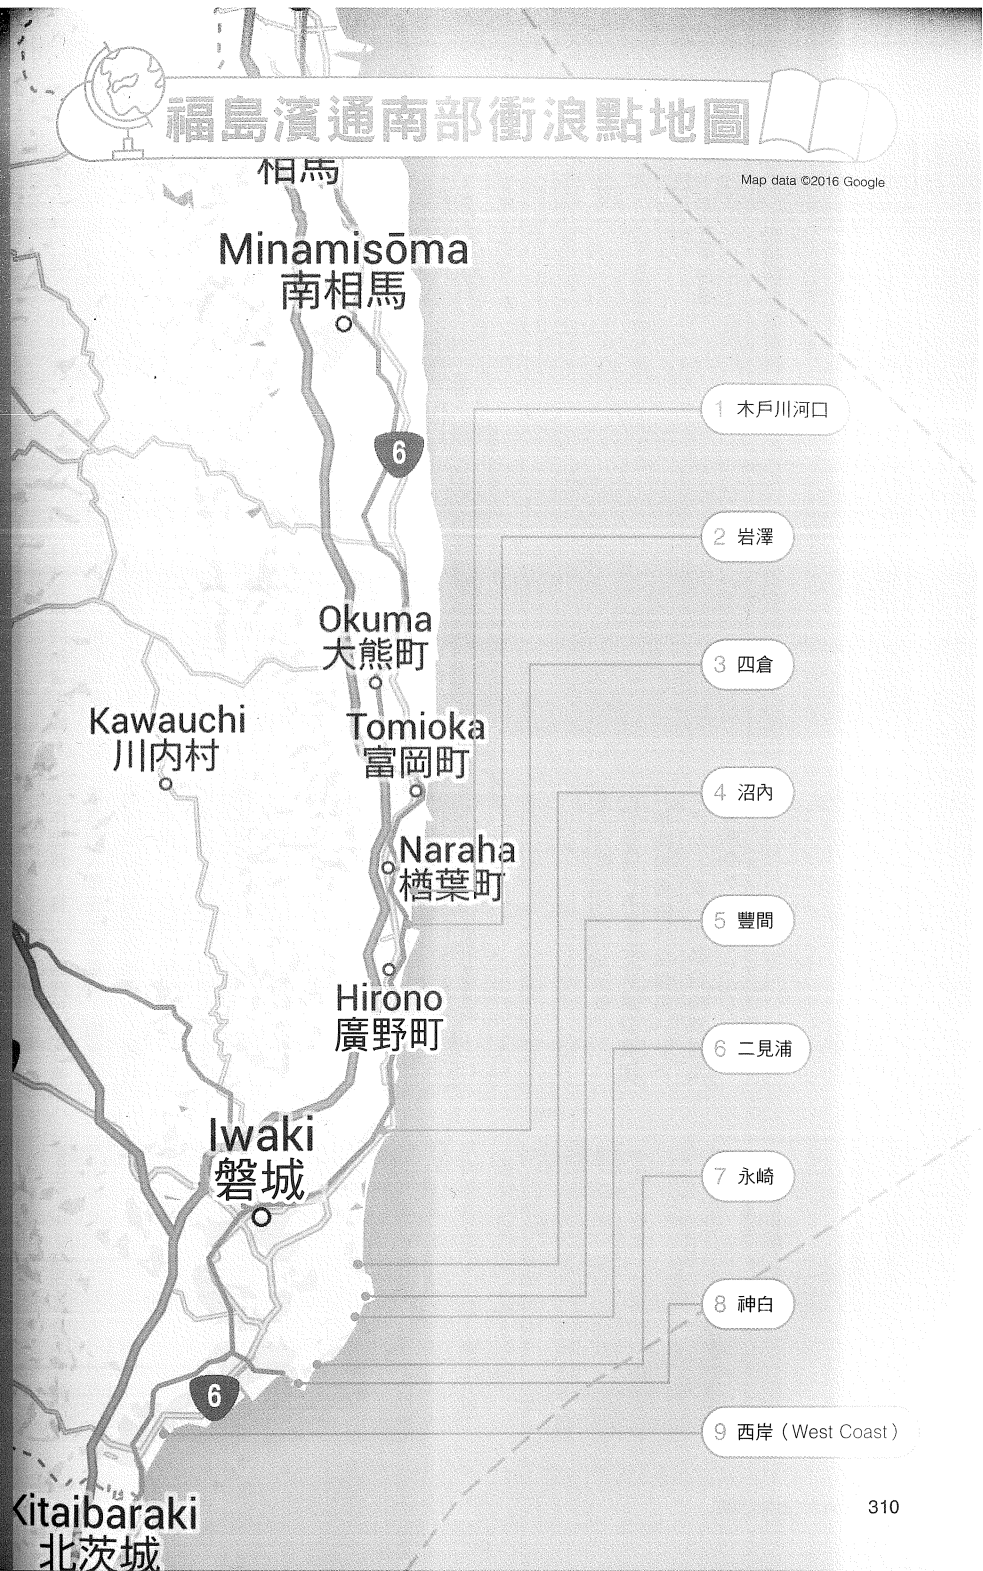 福島濱通南部衝浪點地圖
相馬
Map data ©2016 Google
Minamisōma
南相馬
1 木戶川河口
6
2 岩澤
Okuma
大熊町
3 四倉
Kawauchi
川内村
Tomioka
富岡町
4 沼內
Naraha
楢葉町
5 豐間
Hirono
廣野町
6 二見浦
Iwaki
磐城
7 永崎
8 神白
6
9 西岸（West Coast）
Kitaibaraki
北茨城
310